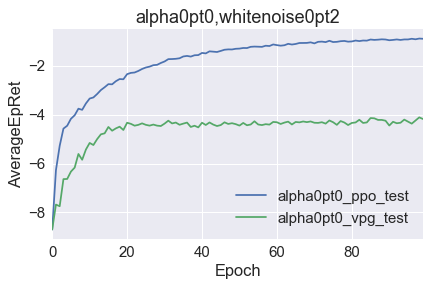 alpha0pt0,whitenoise0pt2
AverageEpRet
−2
−4
−6
−8
alpha0pt0_ppo_test
alpha0pt0_vpg_test
0
20
40
60
80
Epoch